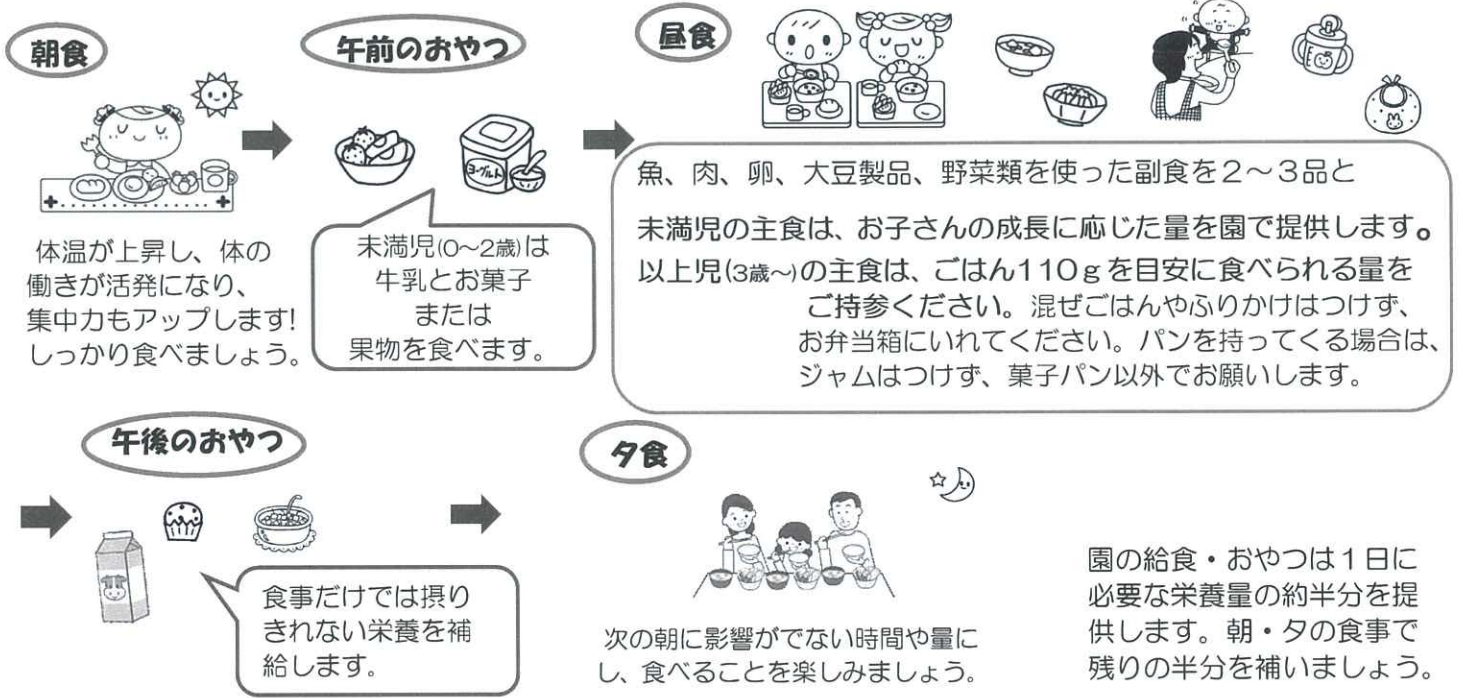 朝食
体温が上昇し、体の
働きが活発になり、
集中力もアップします!
しっかり食べましょう。
午前のおやつ
ヨーグルト
未満児(0~2歳)は
牛乳とお菓子
または
果物を食べます。
昼食
魚、肉、卵、大豆製品、野菜類を使った副食を2~3品と
未満児の主食は、お子さんの成長に応じた量を園で提供します。
以上児(3歳~)の主食は、ごはん110gを目安に食べられる量を
ご持参ください。混ぜごはんやふりかけはつけず、
お弁当箱にいれてください。パンを持ってくる場合は、
ジャムはつけず、菓子パン以外でお願いします。
午後のおやつ
食事だけでは摂り
きれない栄養を補
給します。
夕食
次の朝に影響がでない時間や量に
し、食べることを楽しみましょう。
園の給食・おやつは1日に
必要な栄養量の約半分を提
供します。朝・夕の食事で
残りの半分を補いましょう。